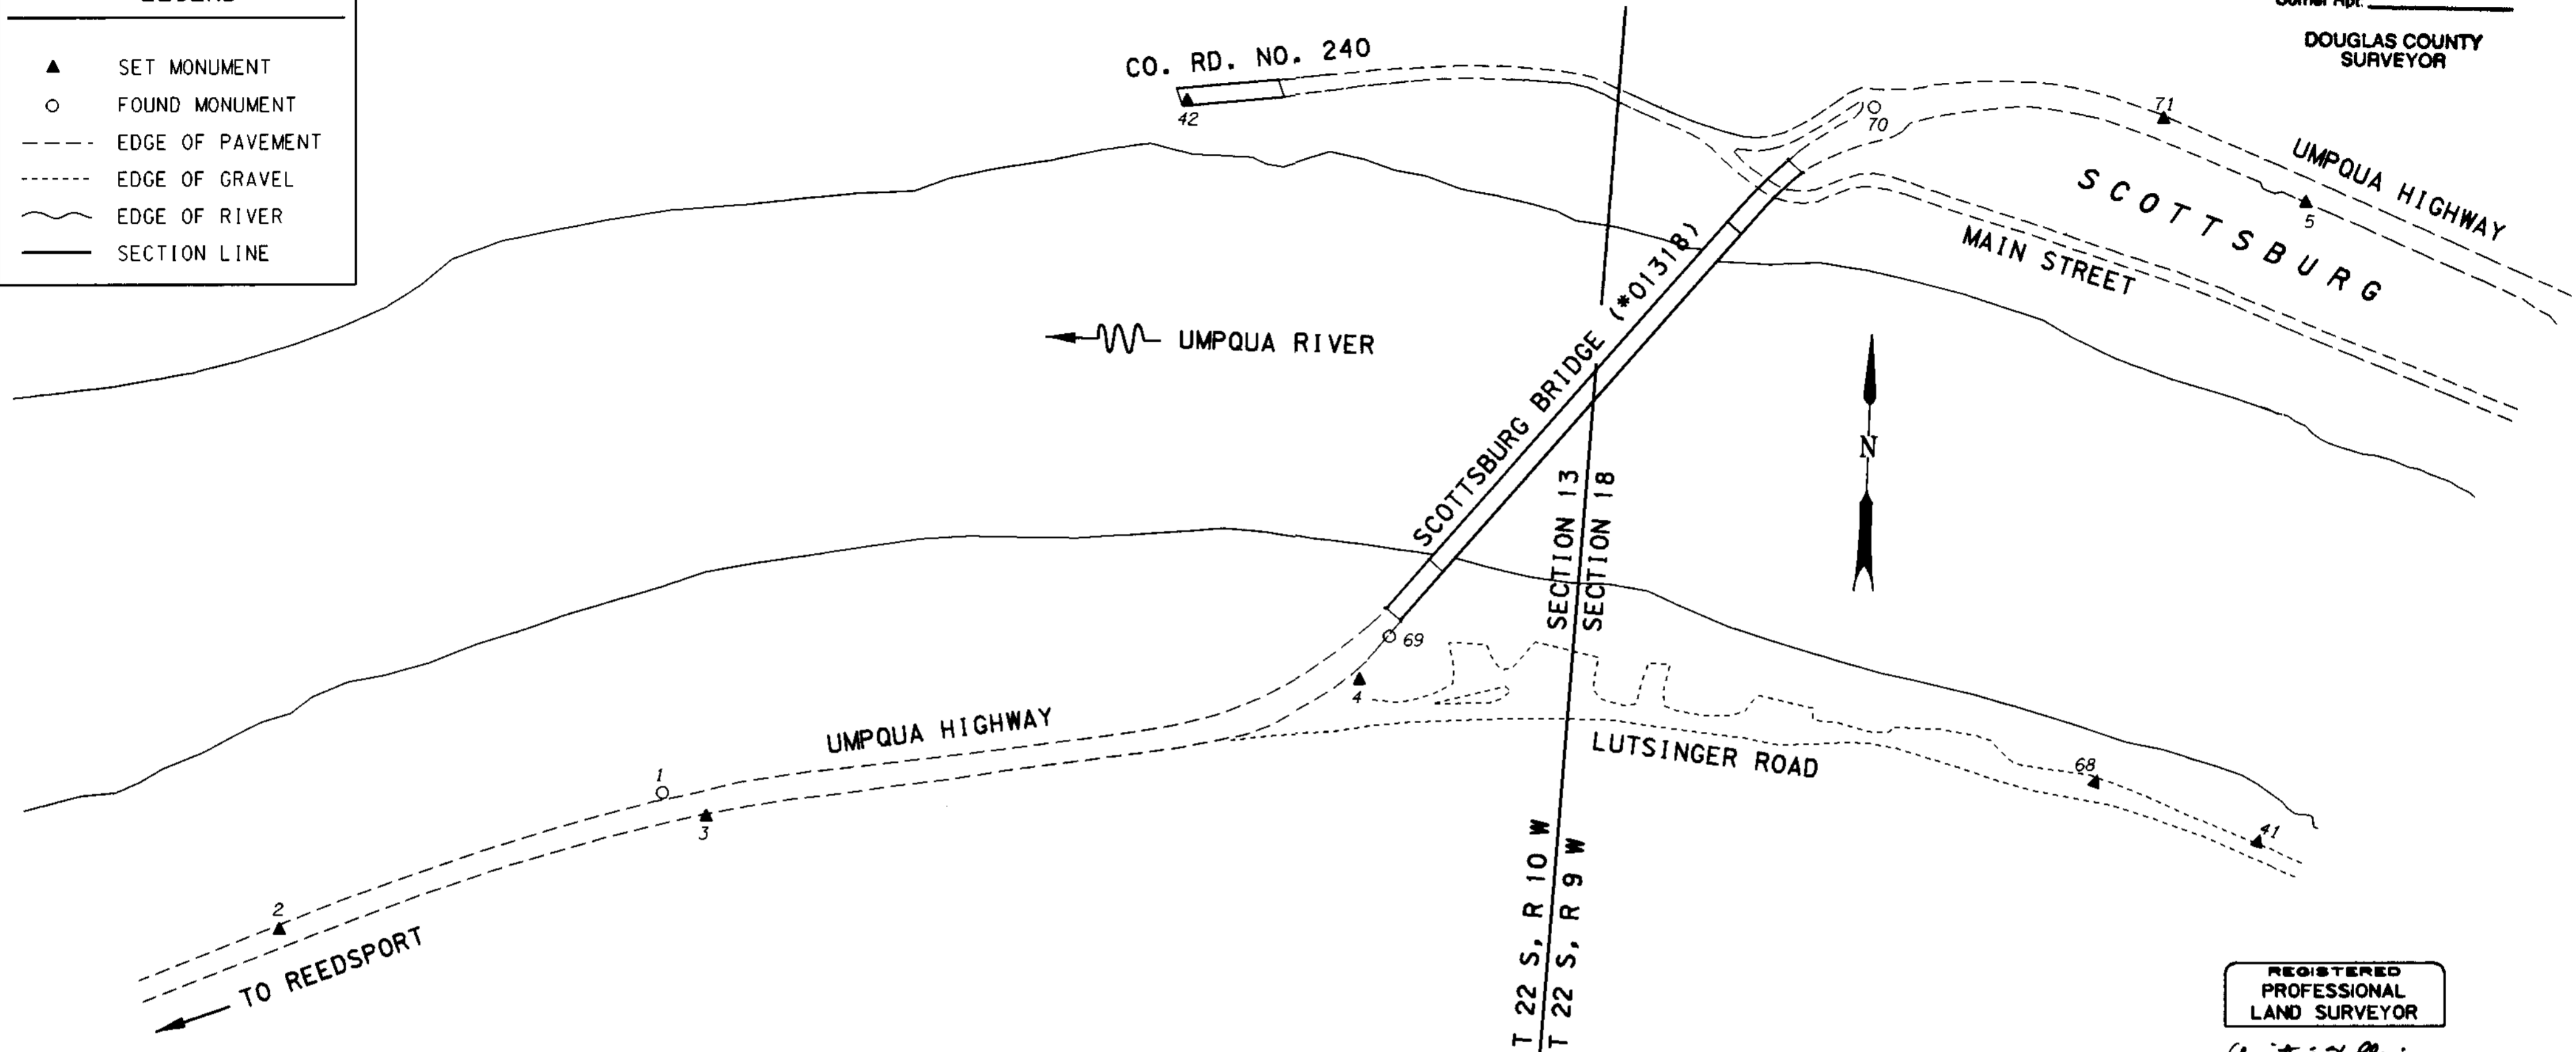 SET MONUMENT
FOUND MONUMENT
EDGE OF PAVEMENT
EDGE OF GRAVEL
EDGE OF RIVER
SECTION LINE
DOUGLAS COUNTY
SURVEYOR
CO. RD. NO. 240
42
70
71
5
UMPQUA HIGHWAY
SCOTTSBURG
MAIN STREET
SCOTTSBURG BRIDGE (*01318)
UMPQUA RIVER
N
SECTION 13
SECTION 18
69
4
UMPQUA HIGHWAY
LUTSINGER ROAD
1
3
2
68
41
TO REEDSPORT
T 22 S, R 10 W
T 22 S, R 9 W
REGISTERED
PROFESSIONAL
LAND SURVEYOR